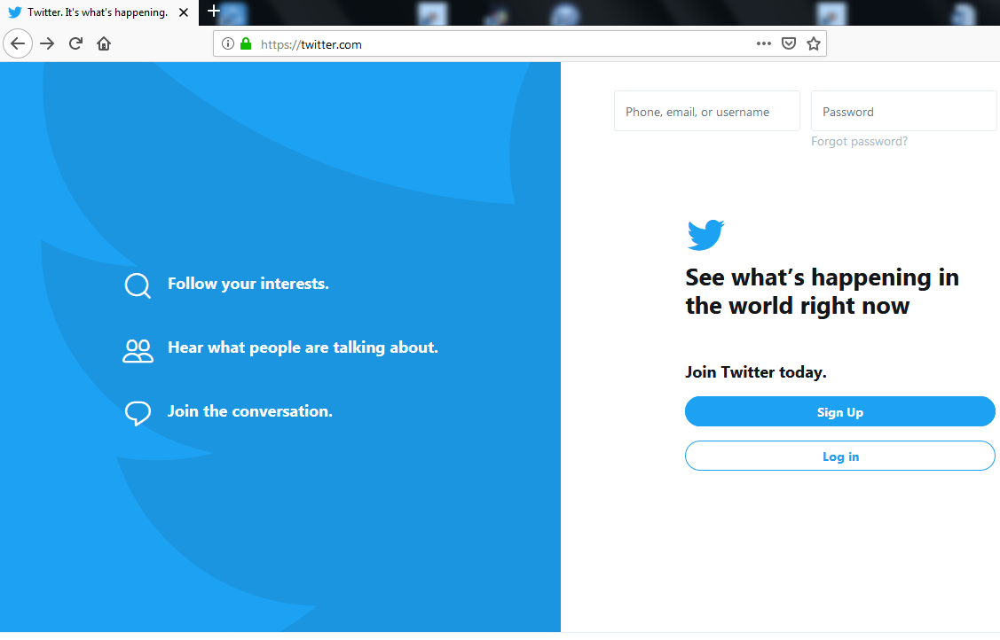 Twitter. It's what's happening.
https://twitter.com
Phone, email, or username
Password
Forgot password?
Follow your interests.
Hear what people are talking about.
Join the conversation.
See what’s happening in
the world right now
Join Twitter today.
Sign Up
Log in